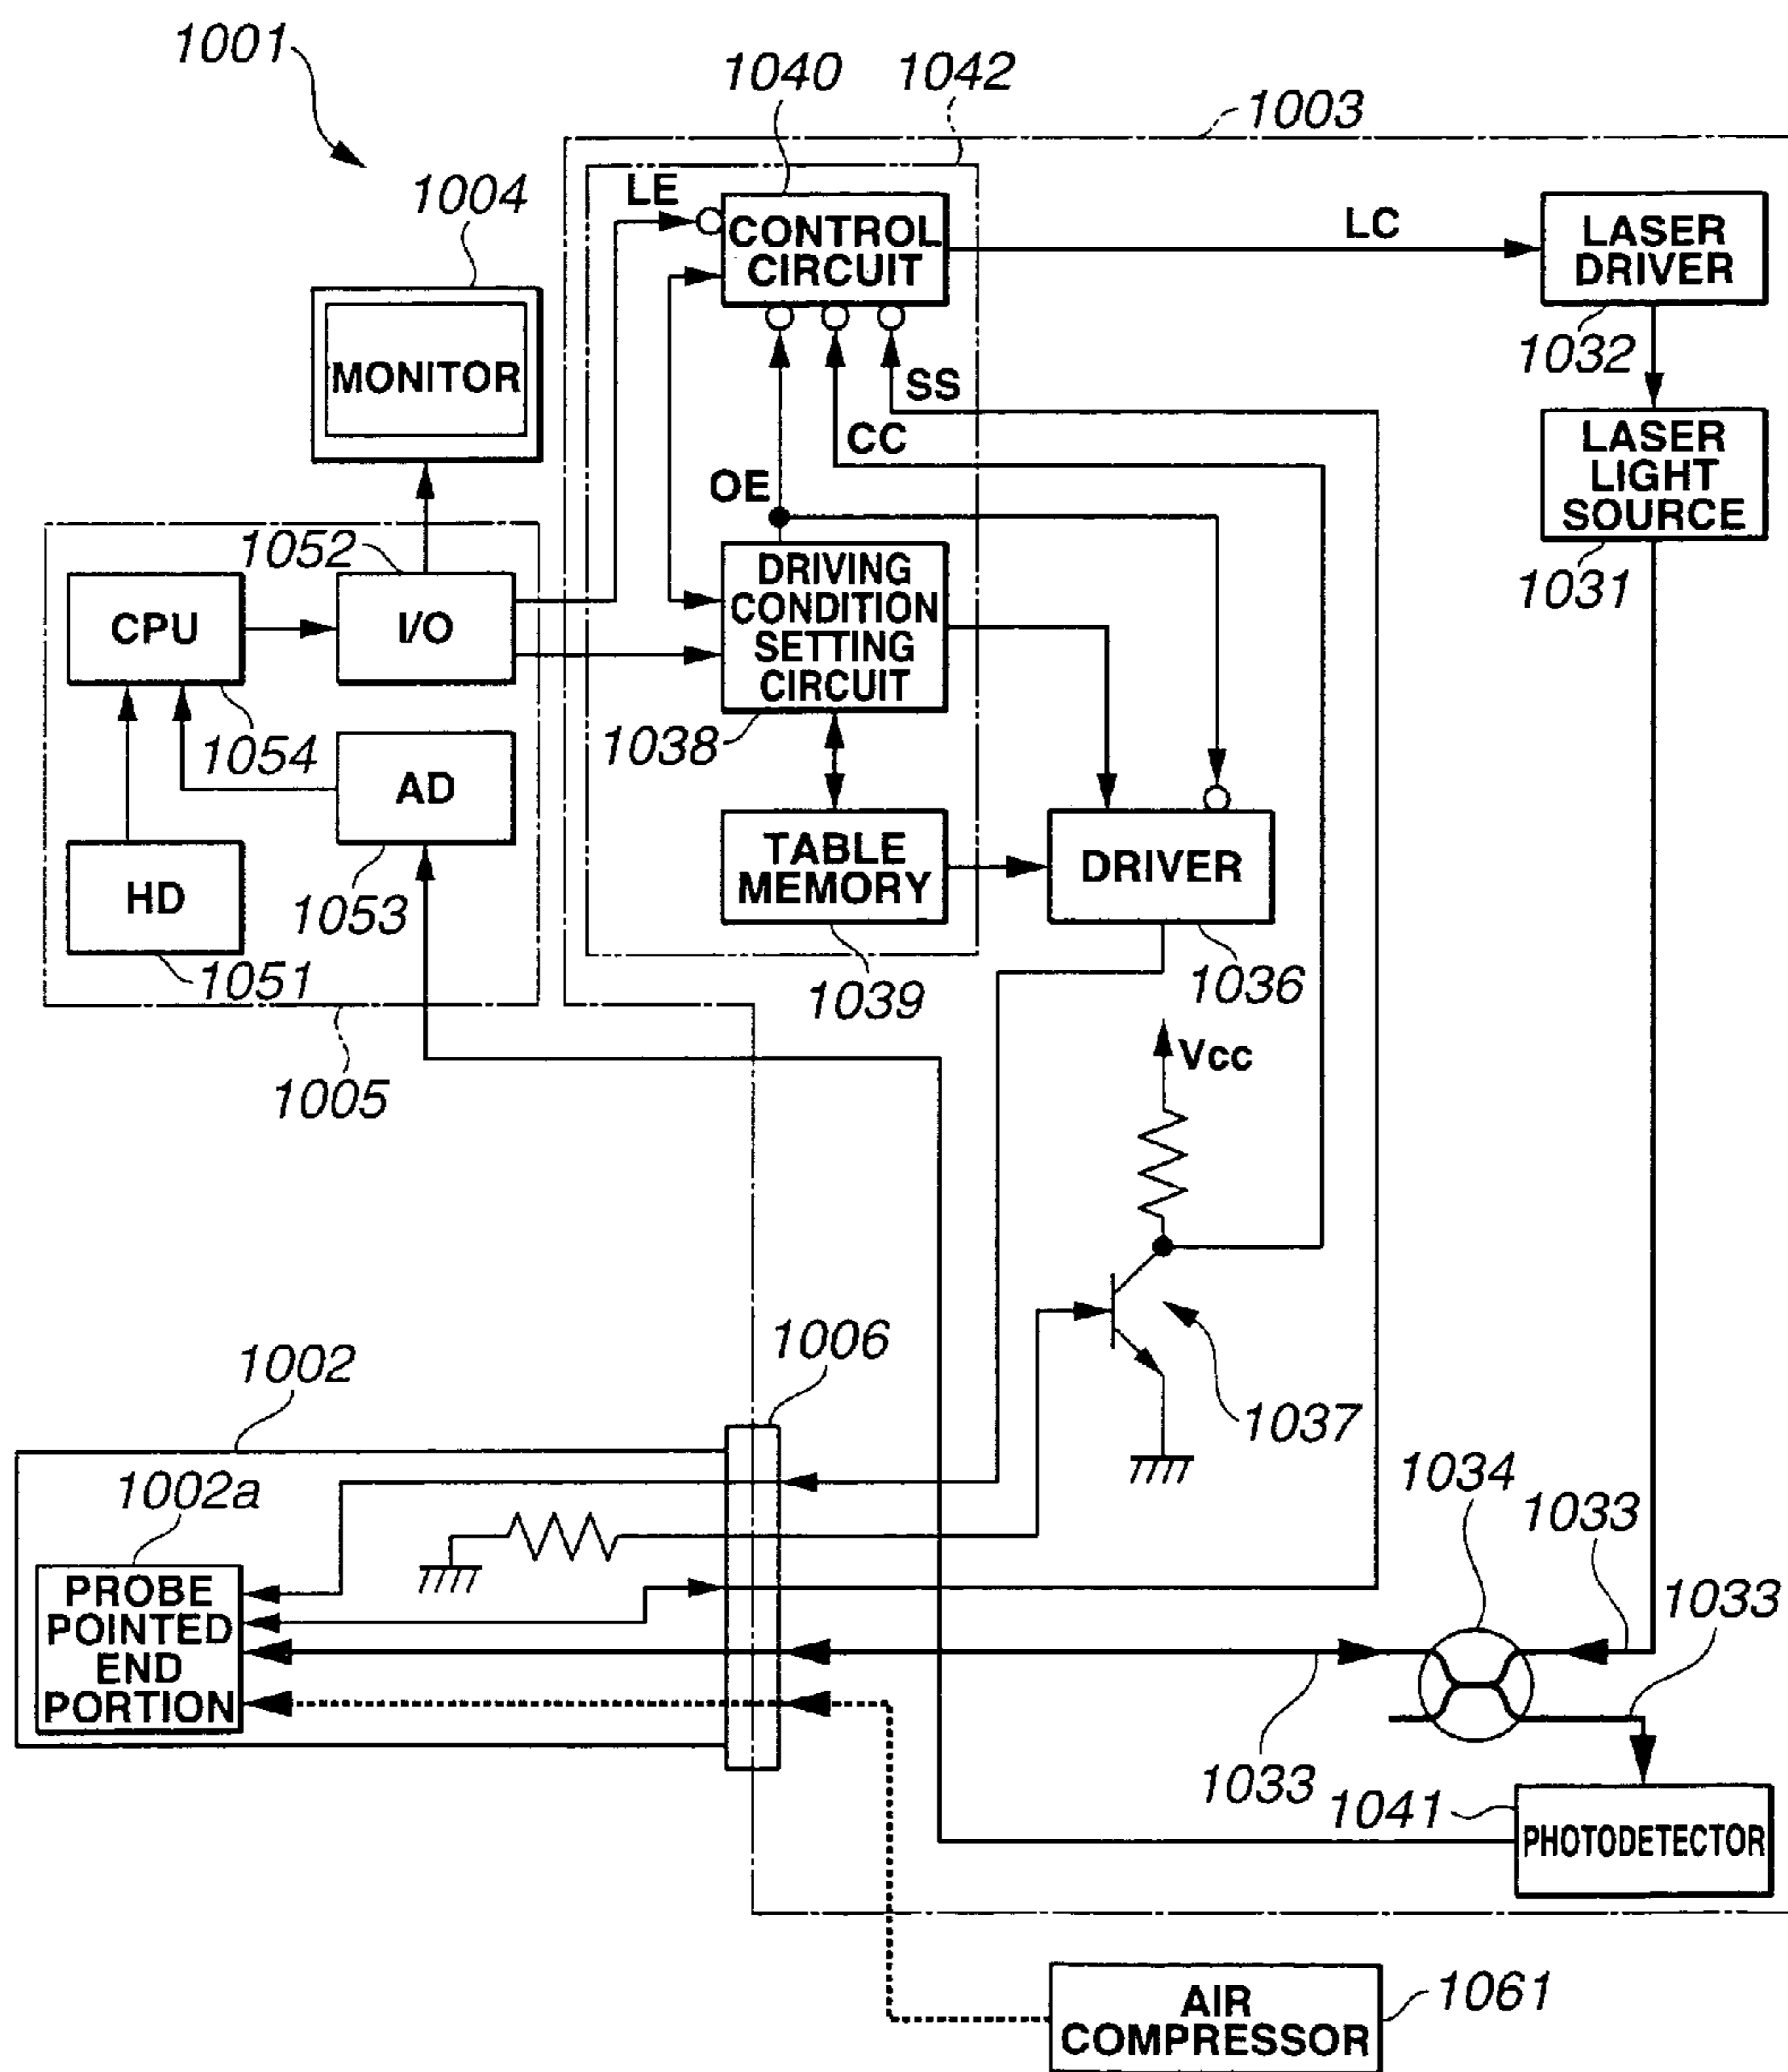 1001
1040
1042
1003
1004
LE
CONTROL
CIRCUIT
LC
LASER
DRIVER
1032
MONITOR
SS
CC
OE
LASER
LIGHT
SOURCE
1031
1052
CPU
I/O
DRIVING
CONDITION
SETTING
CIRCUIT
1054
1038
AD
HD
1053
TABLE
MEMORY
DRIVER
1051
1039
1036
1005
Vcc
1006
1002
1037
1002a
1034
1033
1033
PROBE
POINTED
END
PORTION
1033
1041
PHOTODETECTOR
AIR
COMPRESSOR
1061